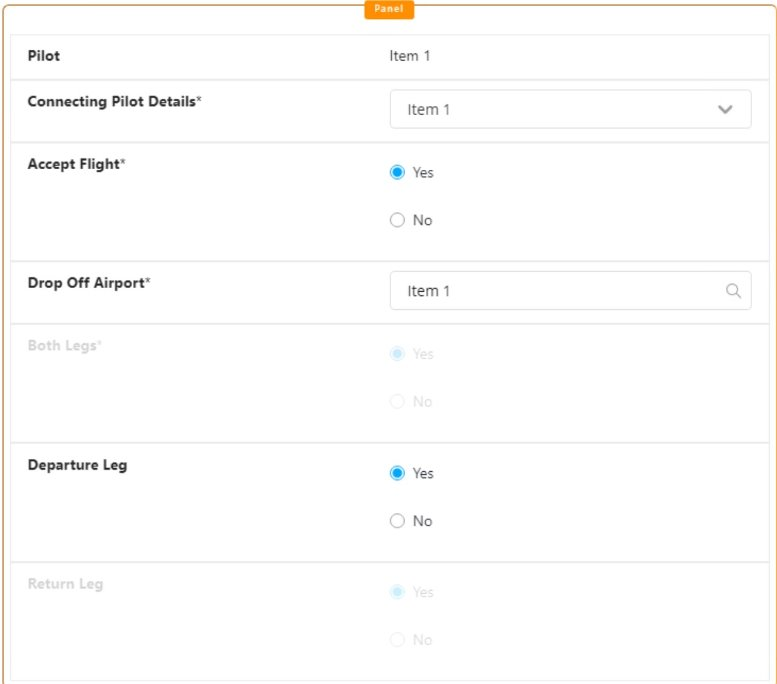 Panel
Pilot Item 1
Connecting Pilot Details* Item 1
Accept Flight* Yes
No
Drop Off Airport* Item 1
Both Legs* Yes
No
Departure Leg Yes
No
Return Leg Yes
No